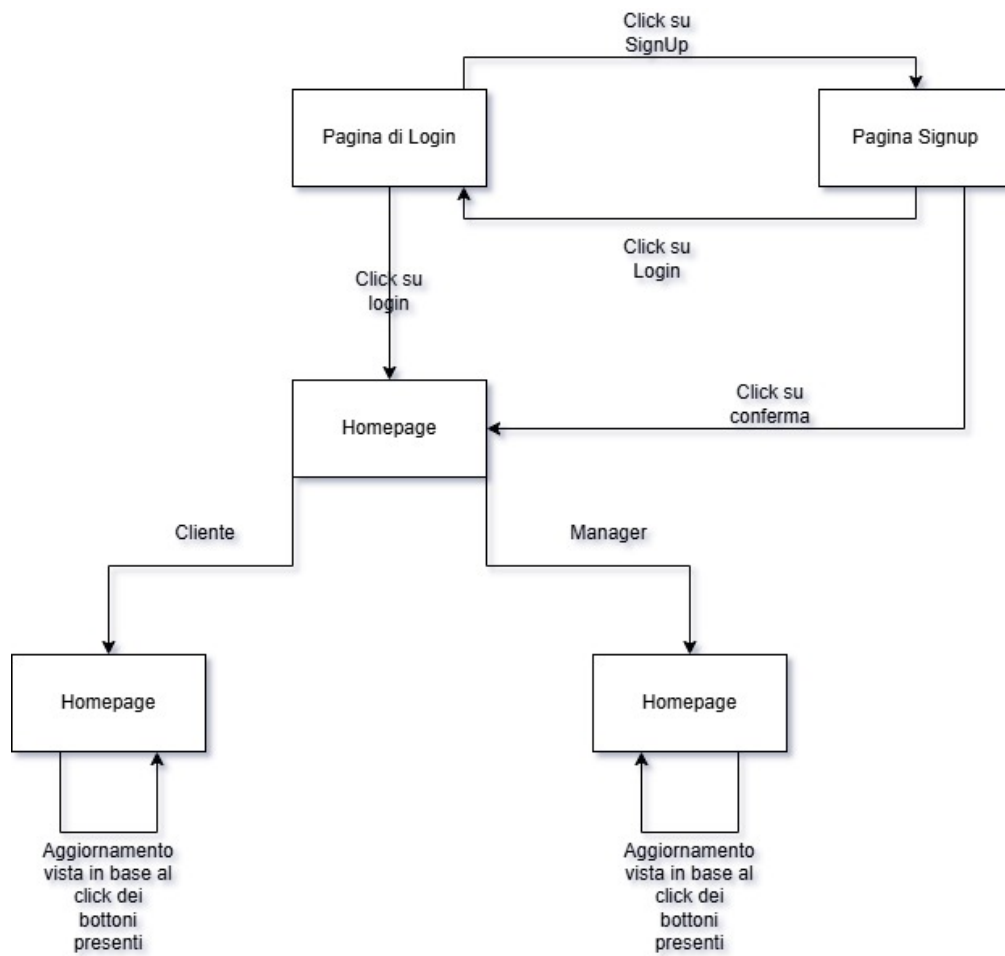 Click su
SignUp
Pagina di Login
Pagina Signup
Click su
Login
Click su
login
Click su
conferma
Homepage
Cliente
Manager
Homepage
Homepage
Aggiornamento
vista in base al
click dei
bottoni
presenti
Aggiornamento
vista in base al
click dei
bottoni
presenti